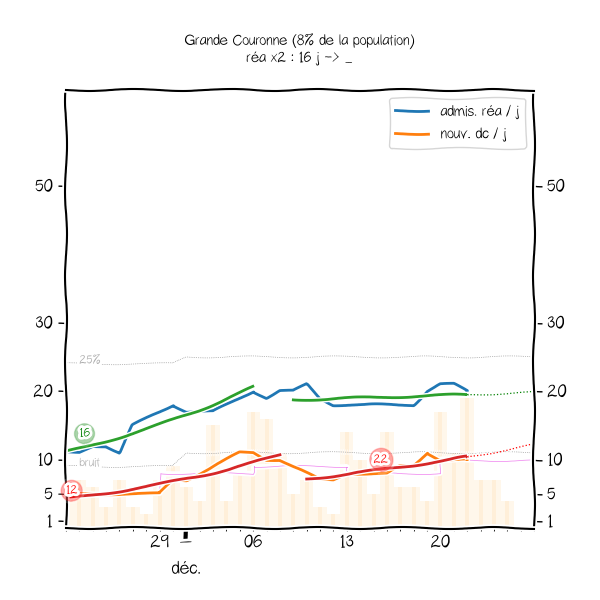 Grande Couronne (8% de la population)
réa x2 : 16 j -> _
admis. réa / j
nouv. dc / j
50 50
30 30
25%
20 20
16
bruit
22
10 10
12
5 5
1 1
29 06 13 20
déc.